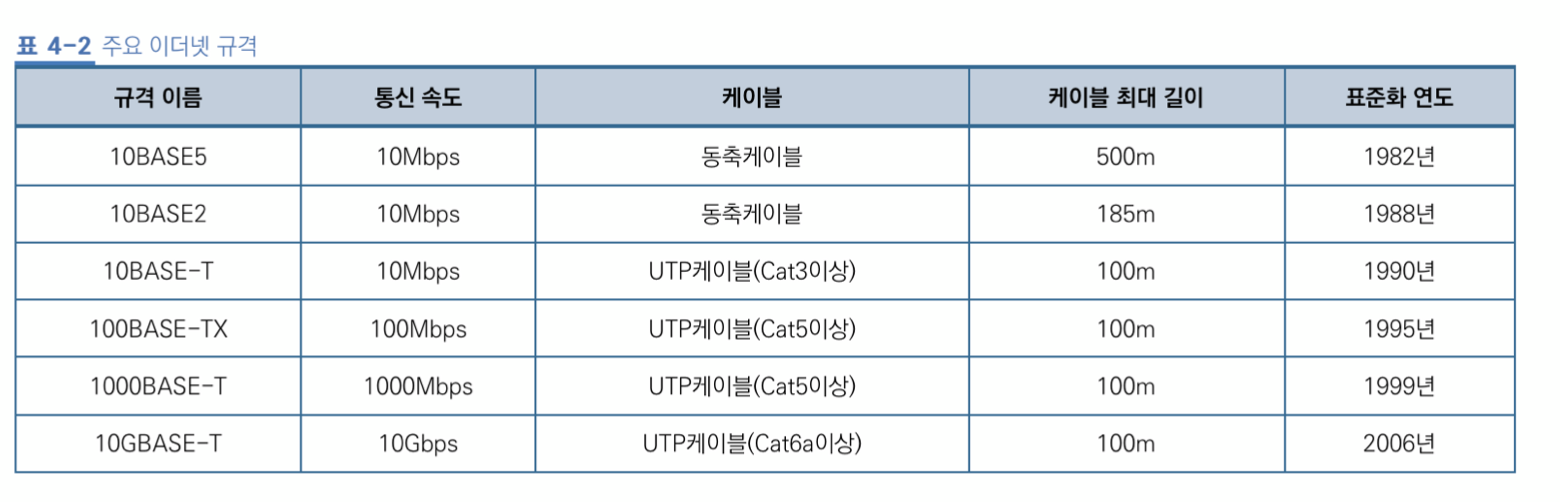 표 4-2 주요 이더넷 규격
규격 이름 통신 속도 케이블 케이블 최대 길이 표준화 연도
10BASE5 10Mbps 동축케이블 500m 1982년
10BASE2 10Mbps 동축케이블 185m 1988년
10BASE-T 10Mbps UTP케이블(Cat3이상) 100m 1990년
100BASE-TX 100Mbps UTP케이블(Cat5이상) 100m 1995년
1000BASE-T 1000Mbps UTP케이블(Cat5이상) 100m 1999년
10GBASE-T 10Gbps UTP케이블(Cat6a이상) 100m 2006년